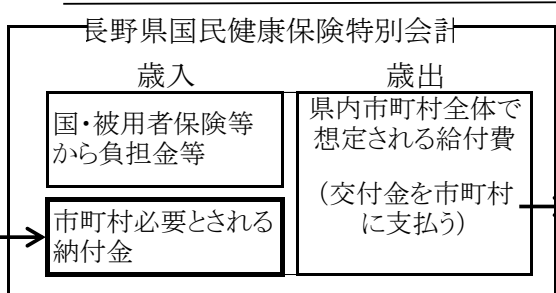 長野県国民健康保険特別会計
歳入
国・被用者保険等
から負担金等
市町村必要とされる
納付金
歳出
県内市町村全体で
想定される給付費
(交付金を市町村
に支払う)